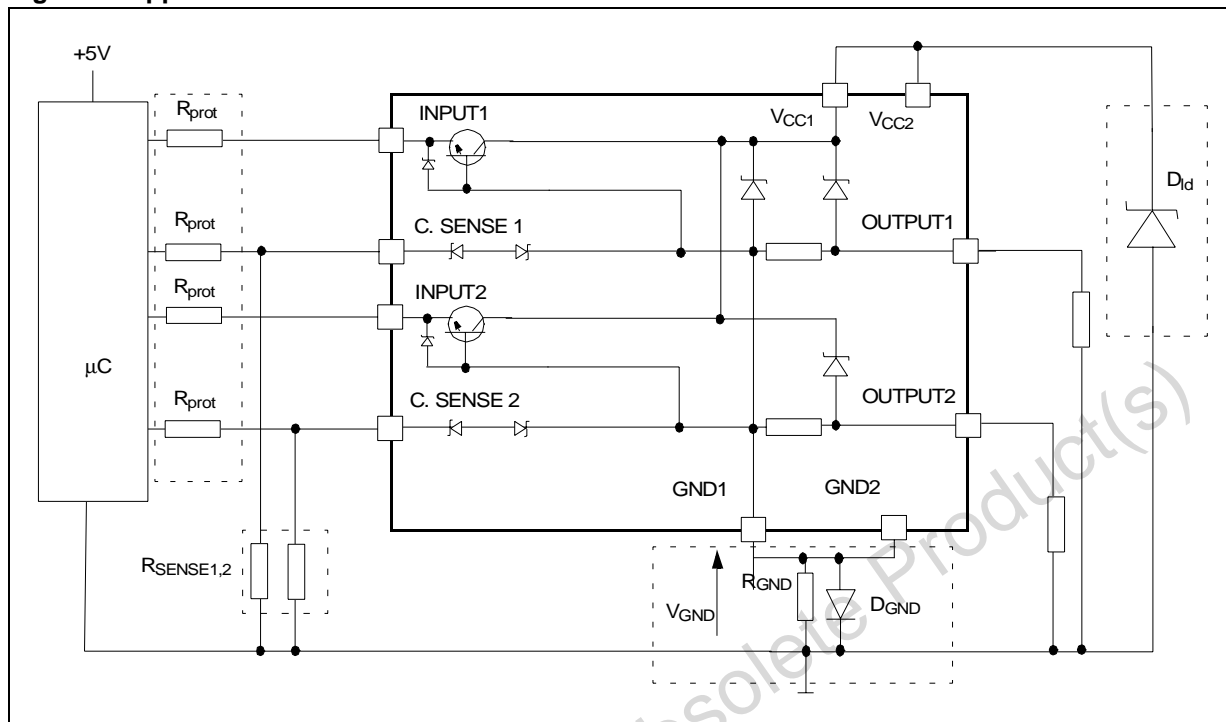 +5V
Rprot
INPUT1
VCC1
VCC2
Rprot
C. SENSE 1
OUTPUT1
Dld
Rprot
INPUT2
μC
Rprot
C. SENSE 2
OUTPUT2
GND1
GND2
RSENSE1,2
RGND
VGND
DGND
bsolete Product(s)